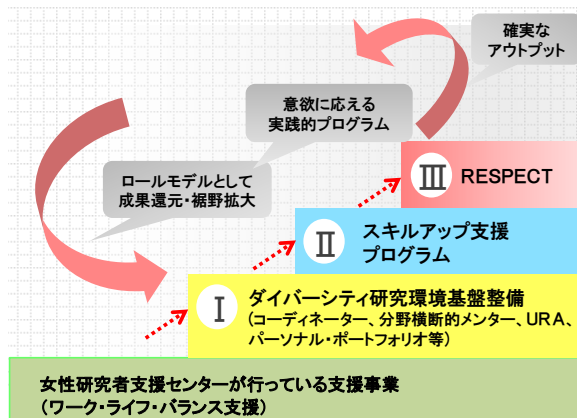 確実な
アウトプット
意欲に応える
実践的プログラム
ロールモデルとして
成果還元・裾野拡大
Ⅲ RESPECT
Ⅱ スキルアップ支援
プログラム
Ⅰ ダイバーシティ研究環境基盤整備
(コーディネーター、分野横断的メンター、URA、
パーソナル・ポートフォリオ等)
女性研究者支援センターが行っている支援事業
(ワーク・ライフ・バランス支援)